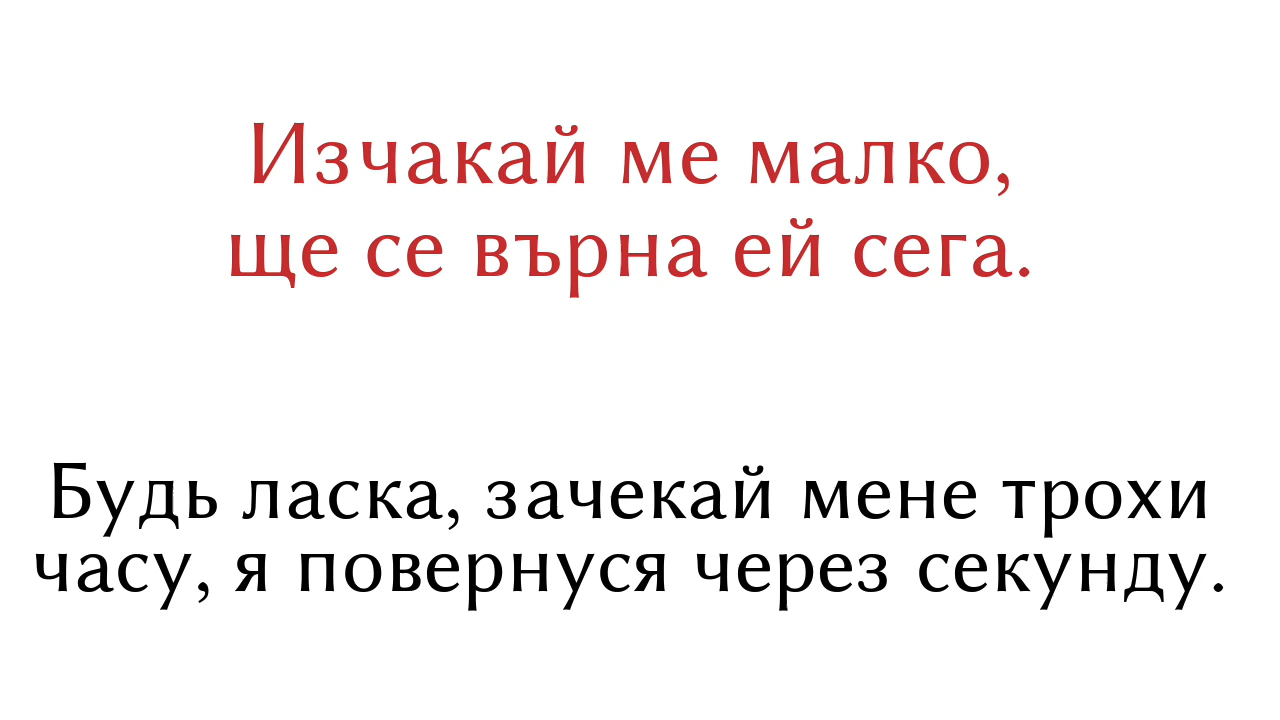 Изчакай ме малко,
ще се върна ей сега.
Будь ласка, зачекай мене трохи
часу, я повернуся через секунду.